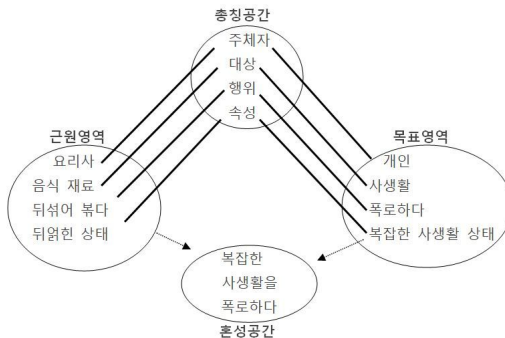 총칭공간
주체자
대상
행위
속성
근원영역
요리사
음식 재료
뒤섞어 볶다
뒤얽힌 상태
목표영역
개인
사생활
폭로하다
복잡한 사생활 상태
복잡한
사생활을
폭로하다
혼성공간